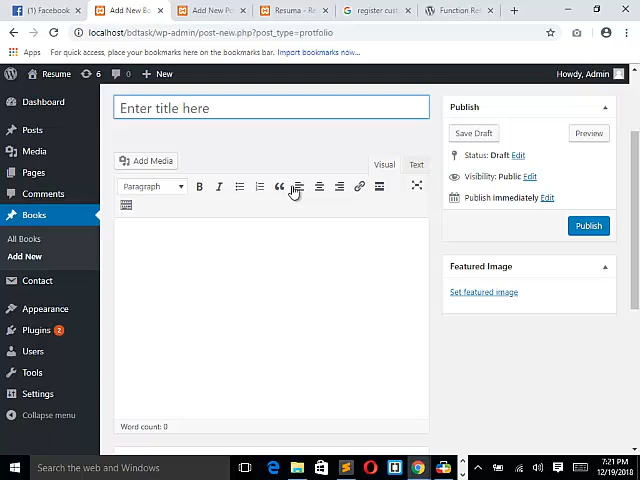 (1) Facebook
Add New Bo
Add New Po
Resuma - Re
register cust
Function Re
localhost/bdtask/wp-admin/post-new.php?post_type=protfolio
Apps For quick access, place your bookmarks here on the bookmarks bar. Import bookmarks now...
Resume 6 0 New Howdy, Admin
Dashboard
Posts
Media
Pages
Comments
Books
All Books
Add New
Contact
Appearance
Plugins 2
Users
Tools
Settings
Collapse menu
Enter title here
Add Media
Visual Text
Paragraph B I
Word count: 0
Publish
Save Draft Preview
Status: Draft Edit
Visibility: Public Edit
Publish immediately Edit
Publish
Featured Image
Set featured image
Search the web and Windows
7:21 PM
12/19/2018